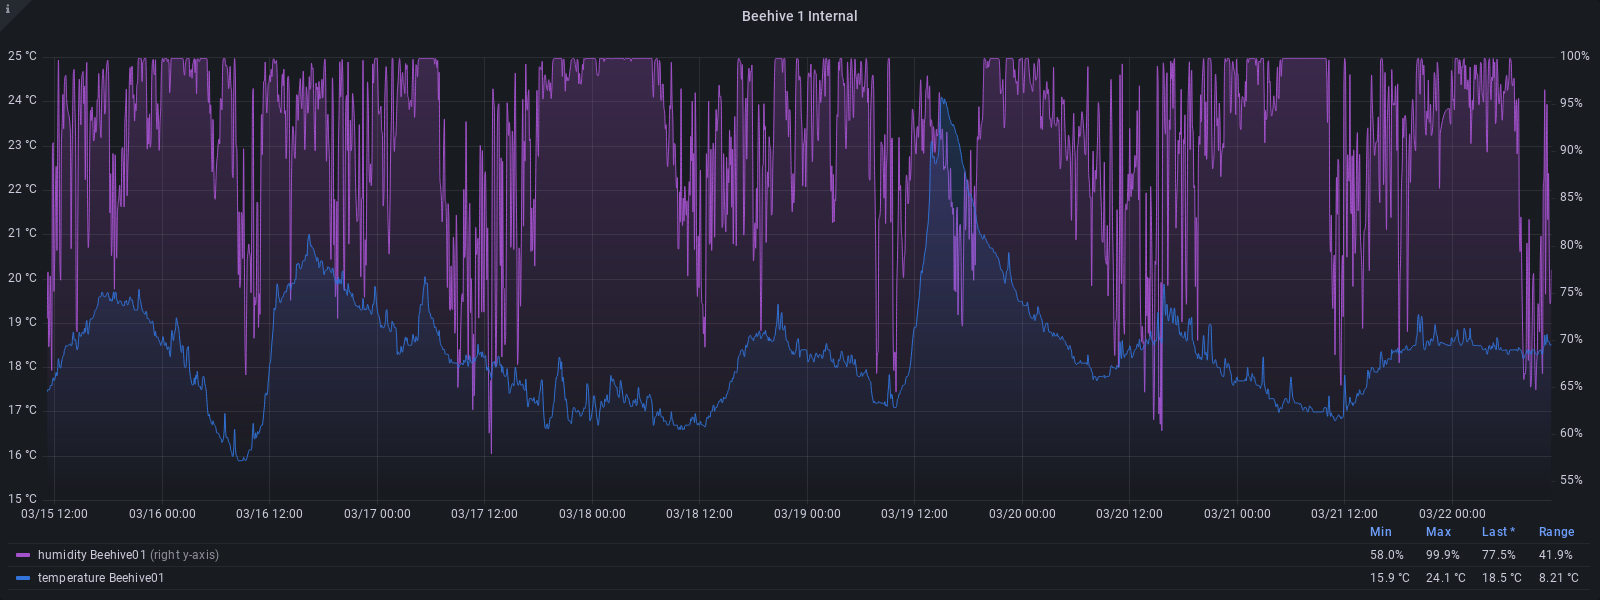 i
Beehive 1 Internal
25 °C
24 °C
23 °C
22 °C
21 °C
20 °C
19 °C
18 °C
17 °C
16 °C
15 °C
100%
95%
90%
85%
80%
75%
70%
65%
60%
55%
03/15 12:00 03/16 00:00 03/16 12:00 03/17 00:00 03/17 12:00 03/18 00:00 03/18 12:00 03/19 00:00 03/19 12:00 03/20 00:00 03/20 12:00 03/21 00:00 03/21 12:00 03/22 00:00
Min Max Last * Range
humidity Beehive01 (right y-axis) 58.0% 99.9% 77.5% 41.9%
temperature Beehive01 15.9 °C 24.1 °C 18.5 °C 8.21 °C